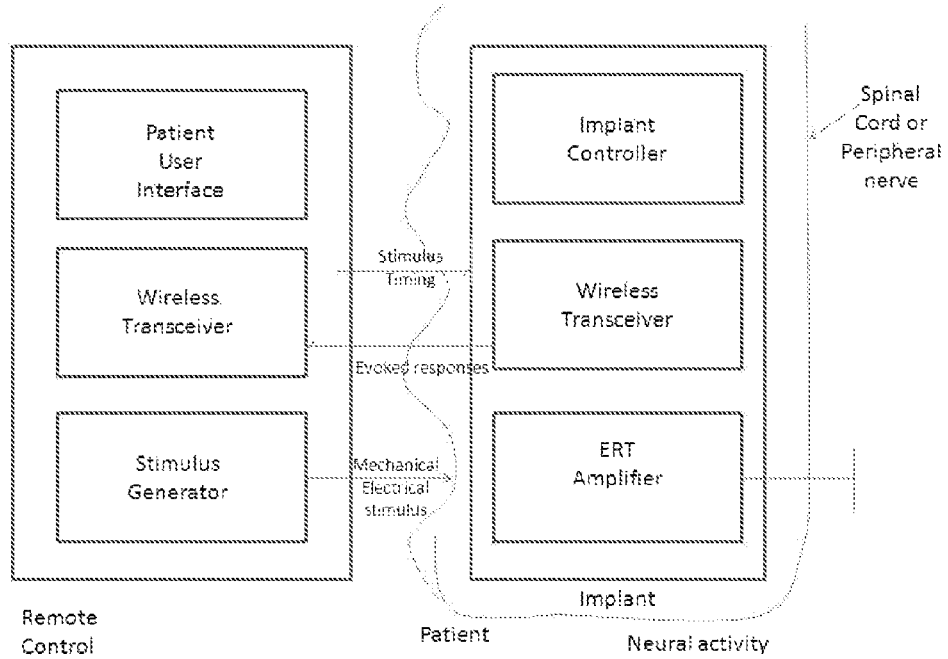 Patient
User
Interface
Wireless
Transceiver
Stimulus
Generator
Remote
Control
Stimulus
Timing
Evoked responses
Mechanical
Electrical
stimulus
Patient
Implant
Controller
Wireless
Transceiver
ERT
Amplifier
Implant
Neural activity
Spinal
Cord or
Peripheral
nerve